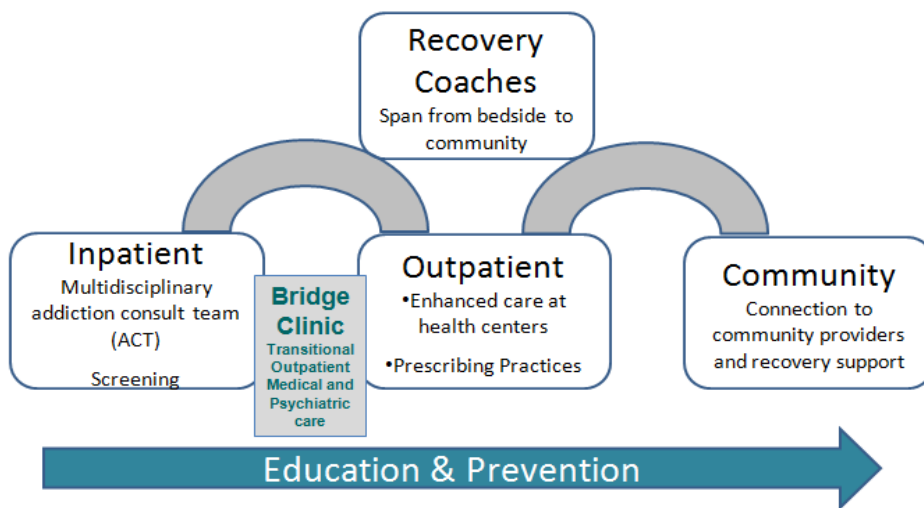 Recovery
Coaches
Span from bedside to
community
Inpatient
Multidisciplinary
addiction consult team
(ACT)
Screening
Bridge
Clinic
Transitional
Outpatient
Medical and
Psychiatric
care
Outpatient
•Enhanced care at
health centers
•Prescribing Practices
Community
Connection to
community providers
and recovery support
Education & Prevention